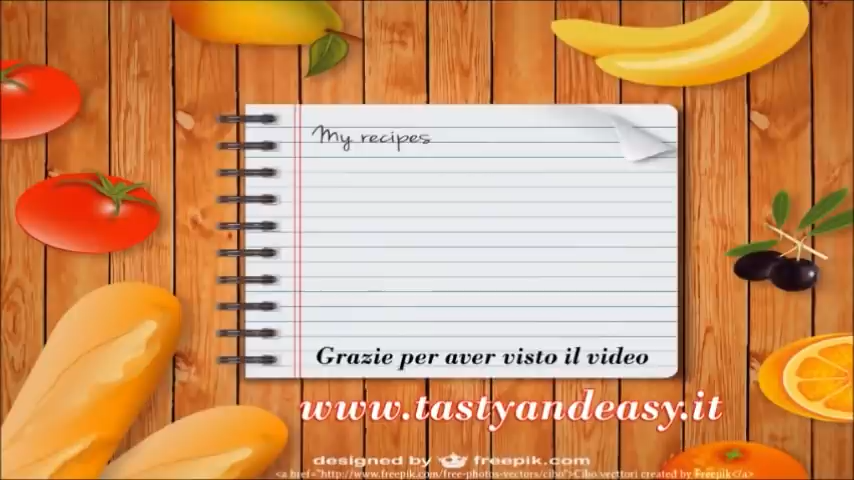 My recipes
Grazie per aver visto il video
www.tastyandeasy.it
designed by freepik.com
<a href="http://www.freepik.com/free-photos-vectors/cibo">Cibo vecttori created by Freepik</a>